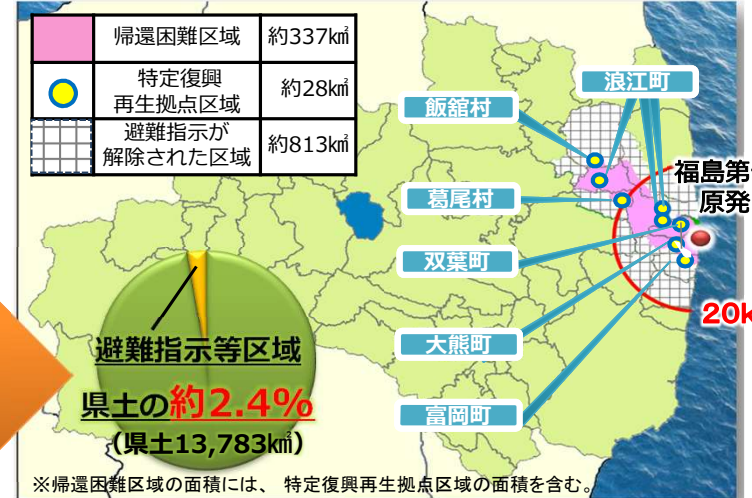 帰還困難区域 約337㎢
特定復興
再生拠点区域 約28㎢
避難指示が
解除された区域 約813㎢
浪江町
飯舘村
福島第
原発
葛尾村
双葉町
20k
大熊町
富岡町
避難指示等区域
県土の約2.4%
(県土13,783㎢)
※帰還困難区域の面積には、 特定復興再生拠点区域の面積を含む。